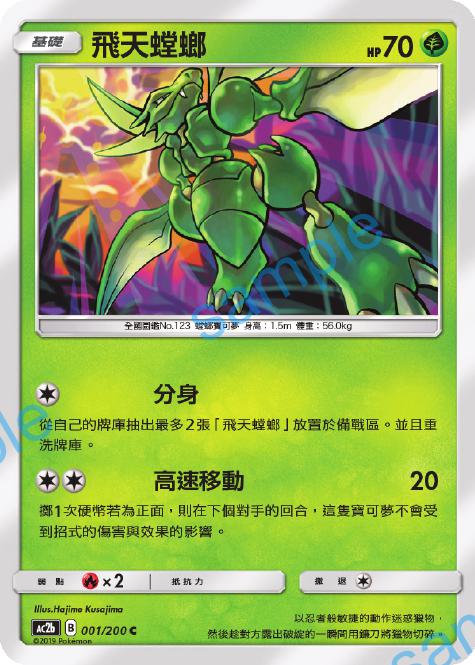 基礎 飛天螳螂 HP 70
全國圖鑑No.123 螳螂寶可夢 身高：1.5m 體重：56.0kg
分身
從自己的牌庫抽出最多2張「飛天螳螂」放置於備戰區。並且重
洗牌庫。
高速移動 20
擲1次硬幣若為正面，則在下個對手的回合，這隻寶可夢不會受
到招式的傷害與效果的影響。
弱點 ×2 抵抗力 撤退
Illus.Hajime Kusajima
AC2b B 001/200 C
©2019 Pokémon
以忍者般敏捷的動作迷惑獵物，
然後趁對方露出破綻的一瞬間用鐮刀將獵物切碎。
sample